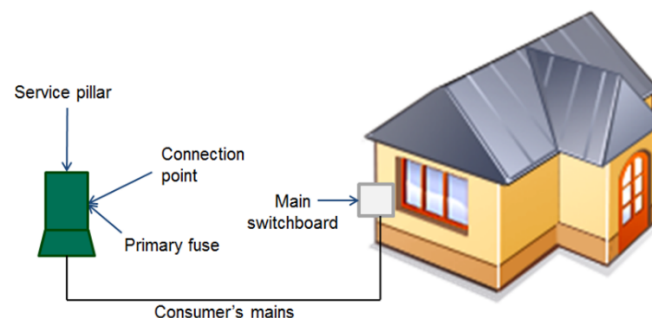 Service pillar
Connection
point
Primary fuse
Main
switchboard
Consumer's mains